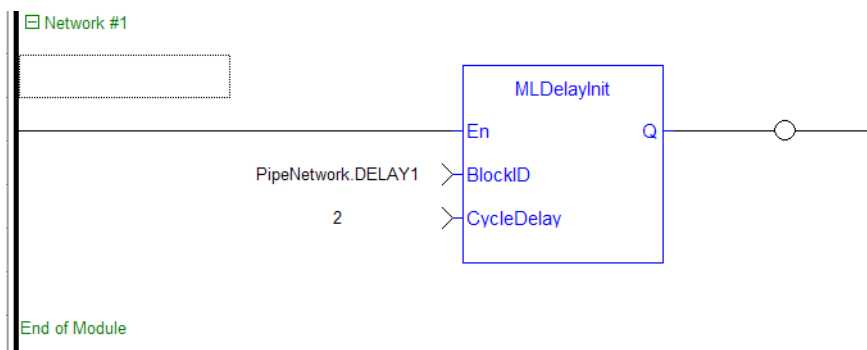 Network #1
MLDelayInit
En Q
PipeNetwork.DELAY1 BlockID
2 CycleDelay
End of Module